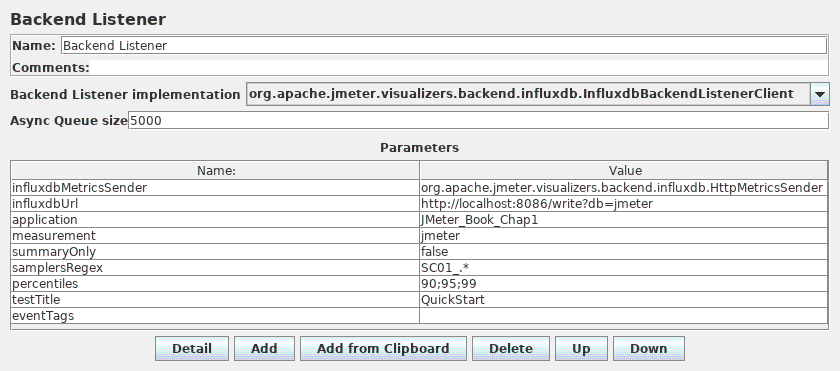 Backend Listener
Name: Backend Listener
Comments:
Backend Listener implementation org.apache.jmeter.visualizers.backend.influxdb.InfluxdbBackendListenerClient
Async Queue size 5000
Parameters
Name: Value
influxdbMetricsSender org.apache.jmeter.visualizers.backend.influxdb.HttpMetricsSender
influxdbUrl http://localhost:8086/write?db=jmeter
application JMeter_Book_Chap1
measurement jmeter
summaryOnly false
samplersRegex SC01_.*
percentiles 90;95;99
testTitle QuickStart
eventTags
Detail Add Add from Clipboard Delete Up Down